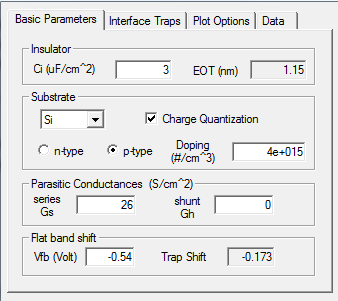 Basic Parameters Interface Traps Plot Options Data
Insulator
Ci (uF/cm^2) 3 EOT (nm) 1.15
Substrate
Si Charge Quantization
n-type p-type Doping (#/cm^3) 4e+015
Parasitic Conductances (S/cm^2)
series Gs 26 shunt Gh 0
Flat band shift
Vfb (Volt) -0.54 Trap Shift -0.173